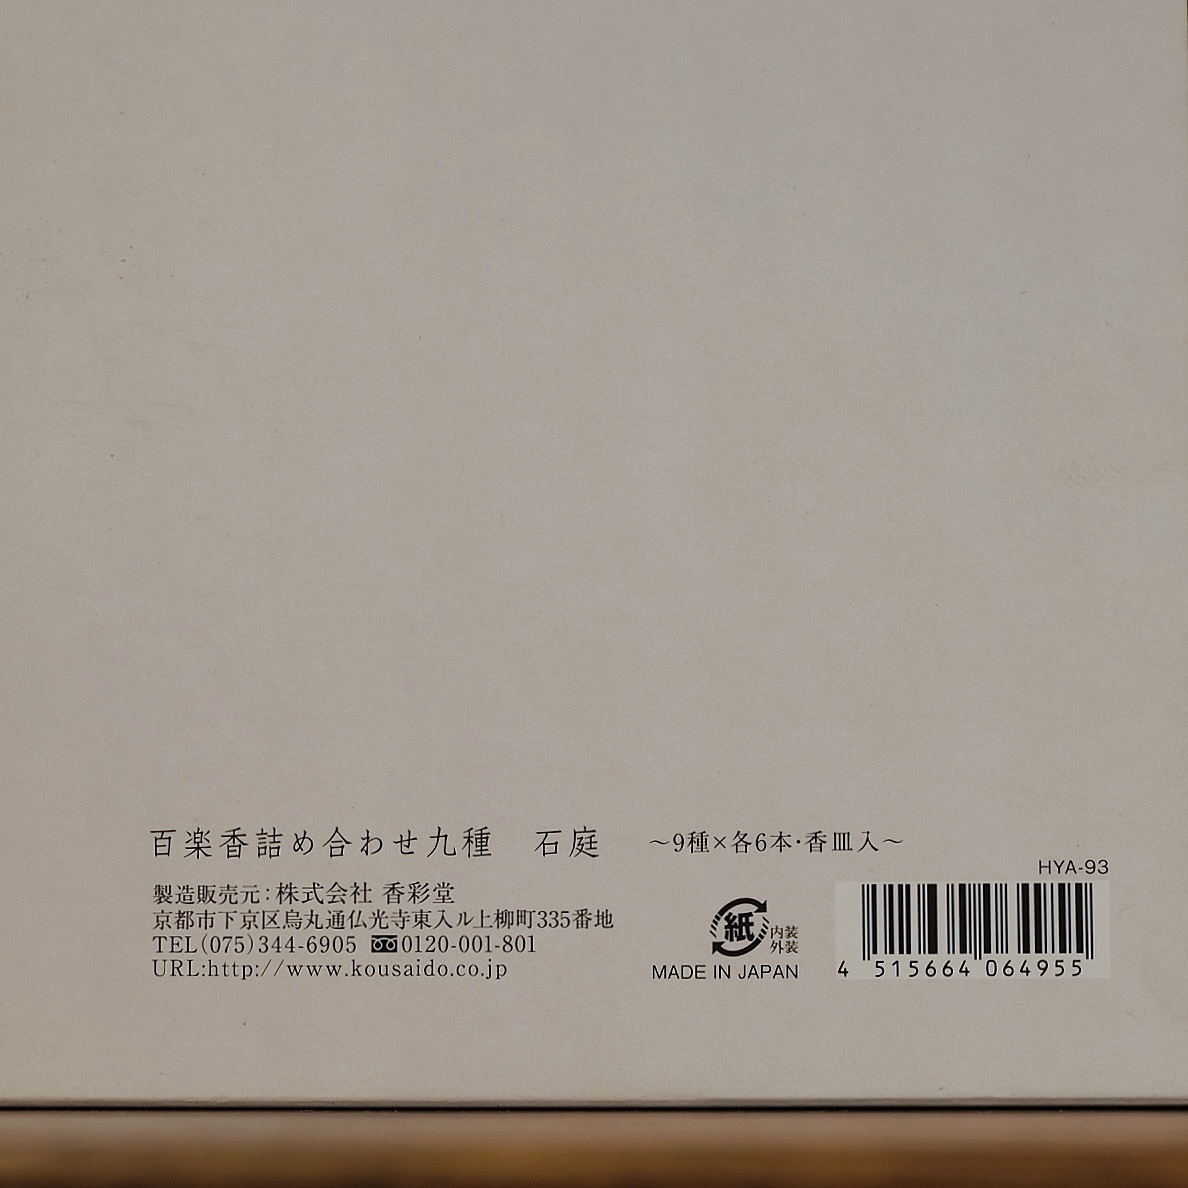 百楽香詰め合わせ九種　石庭　～9種×各6本・香皿入～
製造販売元：株式会社 香彩堂
京都市下京区烏丸通仏光寺東入ル上柳町335番地
TEL(075)344-6905 0120-001-801
URL:http://www.kousaido.co.jp
紙 内装
外装
MADE IN JAPAN
HYA-93
4 515664 064955